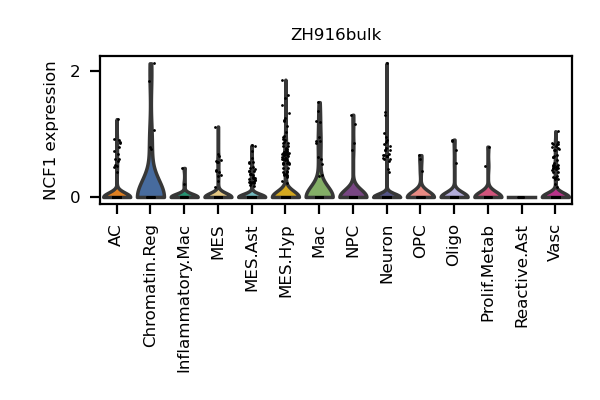 ZH916bulk
NCF1 expression
2
0
AC
Chromatin.Reg
Inflammatory.Mac
MES
MES.Ast
MES.Hyp
Mac
NPC
Neuron
OPC
Oligo
Prolif.Metab
Reactive.Ast
Vasc